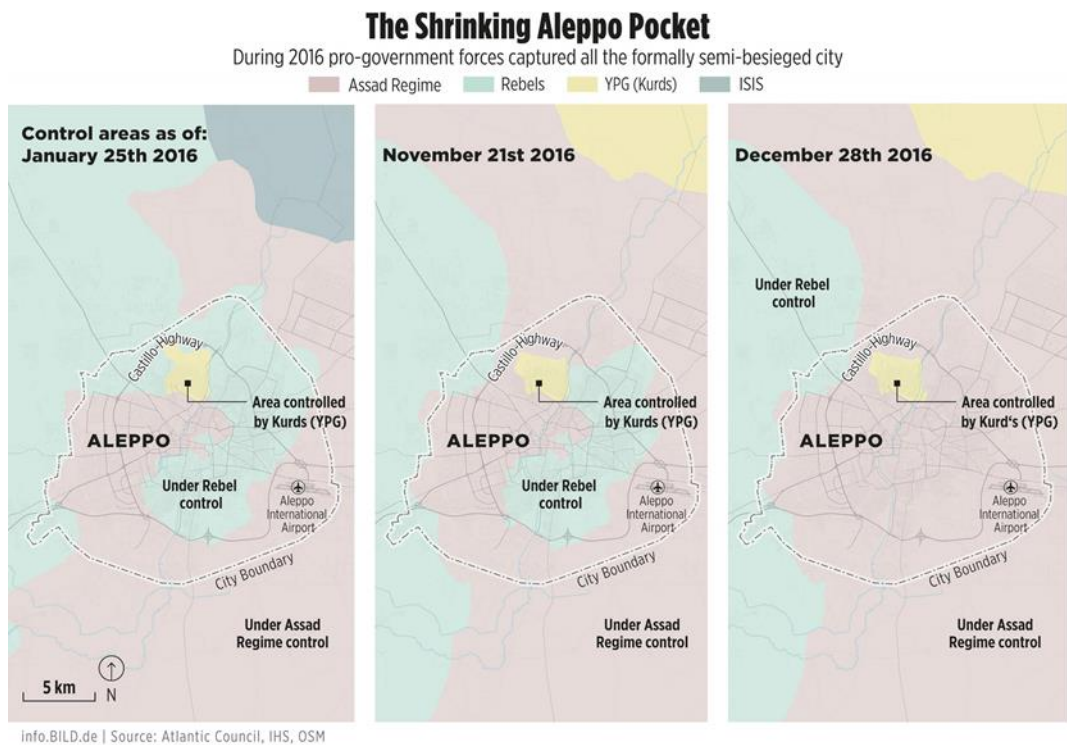 The Shrinking Aleppo Pocket
During 2016 pro-government forces captured all the formally semi-besieged city
Assad Regime
Rebels
YPG (Kurds)
ISIS
Control areas as of:
January 25th 2016
Castillo-Highway
Area controlled
by Kurds (YPG)
ALEPPO
Under Rebel
control
Aleppo
International
Airport
City Boundary
Under Assad
Regime control
5 km
N
November 21st 2016
Castillo-Highway
Area controlled
by Kurds (YPG)
ALEPPO
Under Rebel
control
Aleppo
International
Airport
City Boundary
Under Assad
Regime control
December 28th 2016
Under Rebel
control
Castillo-Highway
Area controlled
by Kurd‘s (YPG)
ALEPPO
Aleppo
International
Airport
City Boundary
Under Assad
Regime control
info.BILD.de | Source: Atlantic Council, IHS, OSM